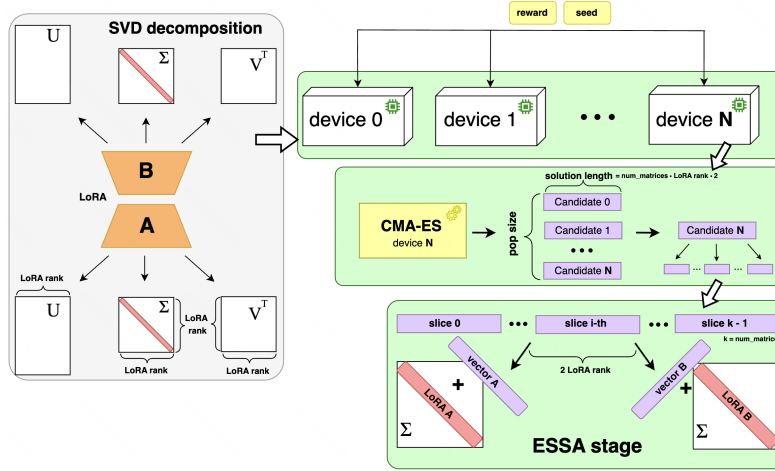 reward
seed
SVD decomposition
U
Σ
V^T
B
LoRA
A
LoRA rank
U
Σ
LoRA
rank
V^T
LoRA rank
LoRA rank
device 0
device 1
•••
device N
solution length = num_matrices • LoRA rank • 2
CMA-ES
device N
pop size
Candidate 0
Candidate 1
•••
Candidate N
Candidate N
...
...
slice 0
•••
slice i-th
•••
slice k - 1
k = num_matrice
2 LoRA rank
vector A
+
LoRA A
Σ
vector B
+
LoRA B
Σ
ESSA stage